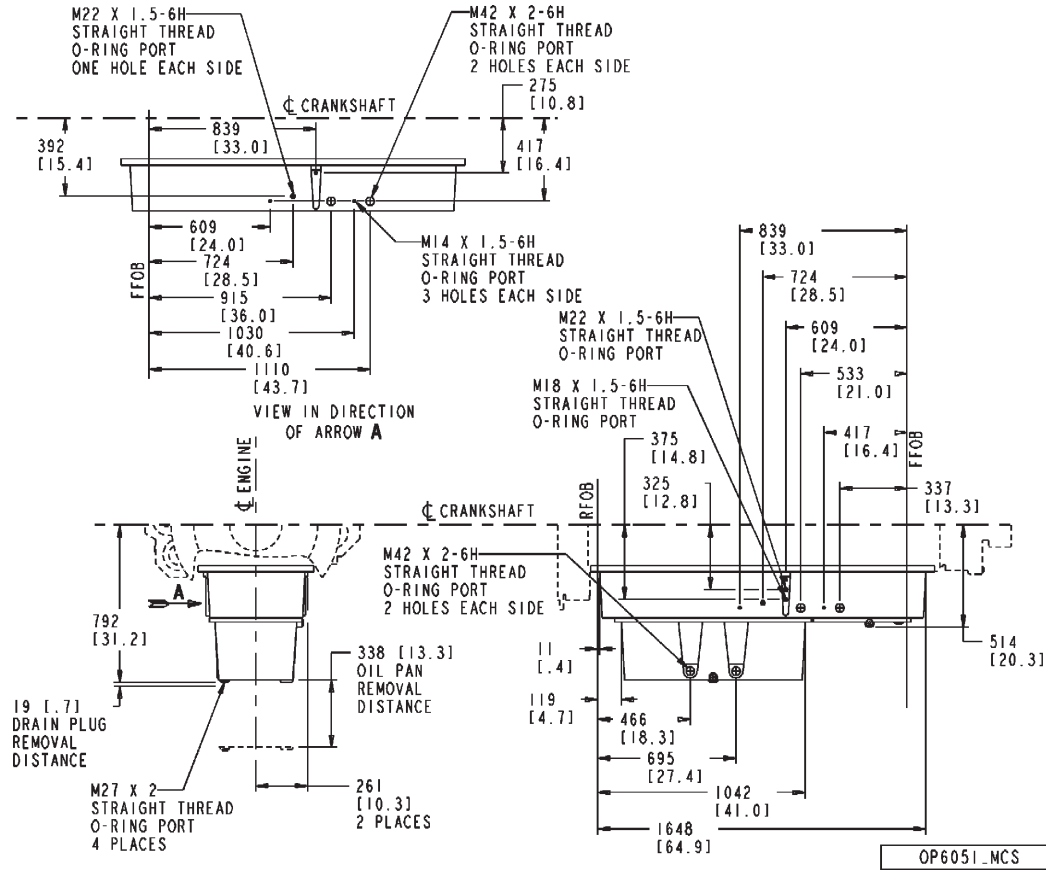 M22 X 1.5-6H
STRAIGHT THREAD
O-RING PORT
ONE HOLE EACH SIDE
M42 X 2-6H
STRAIGHT THREAD
O-RING PORT
2 HOLES EACH SIDE
275
[10.8]
℄ CRANKSHAFT
839
[33.0]
392
[15.4]
417
[16.4]
609
[24.0]
724
[28.5]
915
[36.0]
1030
[40.6]
1110
[43.7]
FFOB
M14 X 1.5-6H
STRAIGHT THREAD
O-RING PORT
3 HOLES EACH SIDE
VIEW IN DIRECTION
OF ARROW A
839
[33.0]
724
[28.5]
M22 X 1.5-6H
STRAIGHT THREAD
O-RING PORT
609
[24.0]
533
[21.0]
M18 X 1.5-6H
STRAIGHT THREAD
O-RING PORT
417
[16.4]
FFOB
375
[14.8]
325
[12.8]
337
[13.3]
RFOB
℄ ENGINE
℄ CRANKSHAFT
M42 X 2-6H
STRAIGHT THREAD
O-RING PORT
2 HOLES EACH SIDE
A
792
[31.2]
338 [13.3]
OIL PAN
REMOVAL
DISTANCE
19 [.7]
DRAIN PLUG
REMOVAL
DISTANCE
M27 X 2
STRAIGHT THREAD
O-RING PORT
4 PLACES
261
[10.3]
2 PLACES
11
[.4]
119
[4.7]
466
[18.3]
695
[27.4]
1042
[41.0]
1648
[64.9]
514
[20.3]
OP6051_MCS